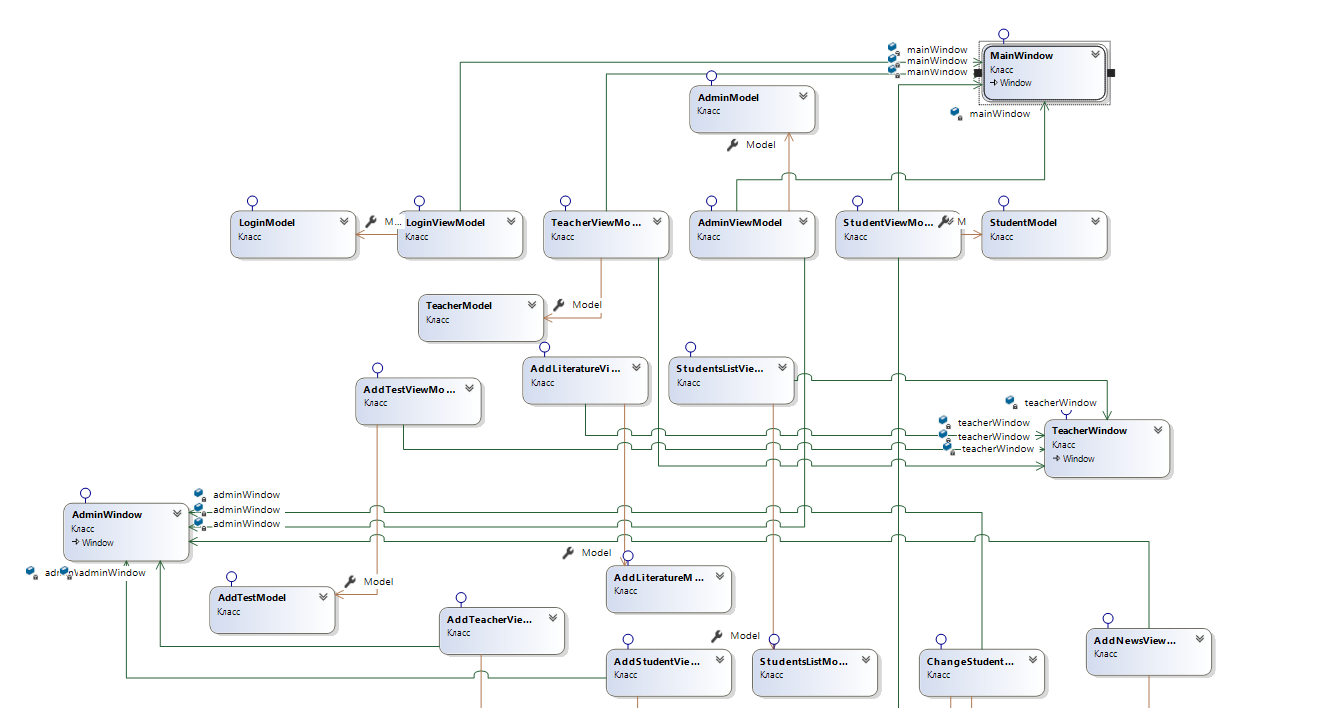 mainWindow
mainWindow
mainWindow
MainWindow
Класс
Window
mainWindow
AdminModel
Класс
Model
LoginModel
Класс
M...
LoginViewModel
Класс
TeacherViewMo...
Класс
AdminViewModel
Класс
StudentViewMo...
Класс
M
StudentModel
Класс
TeacherModel
Класс
Model
AddTestViewMo...
Класс
AddLiteratureVi...
Класс
StudentsListVie...
Класс
teacherWindow
teacherWindow
teacherWindow
teacherWindow
TeacherWindow
Класс
Window
adminWindow
adminWindow
adminWindow
AdminWindow
Класс
Window
adminWindow
AddTestModel
Класс
Model
Model
AddLiteratureM...
Класс
AddTeacherVie...
Класс
AddStudentVie...
Класс
Model
StudentsListMo...
Класс
ChangeStudent...
Класс
AddNewsView...
Класс